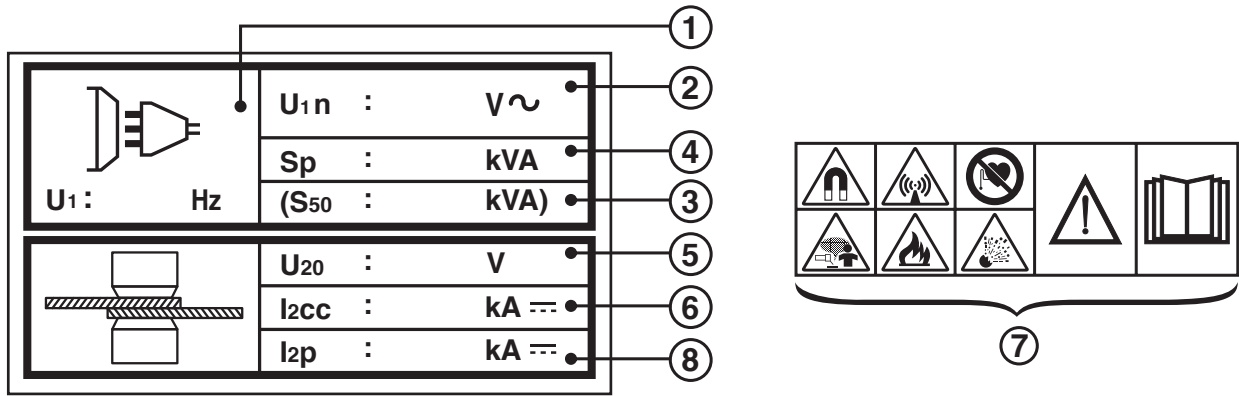 1
U1n : V~ 2
Sp : kVA 4
U1: Hz (S50 : kVA) 3
U20 : V 5
I2cc : kA ⎓ 6
I2p : kA ⎓ 8
7